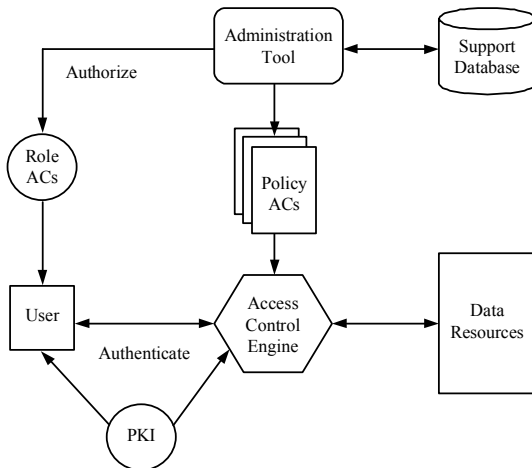 Administration
Tool
Support
Database
Authorize
Role
ACs
Policy
ACs
User
Access
Control
Engine
Data
Resources
Authenticate
PKI